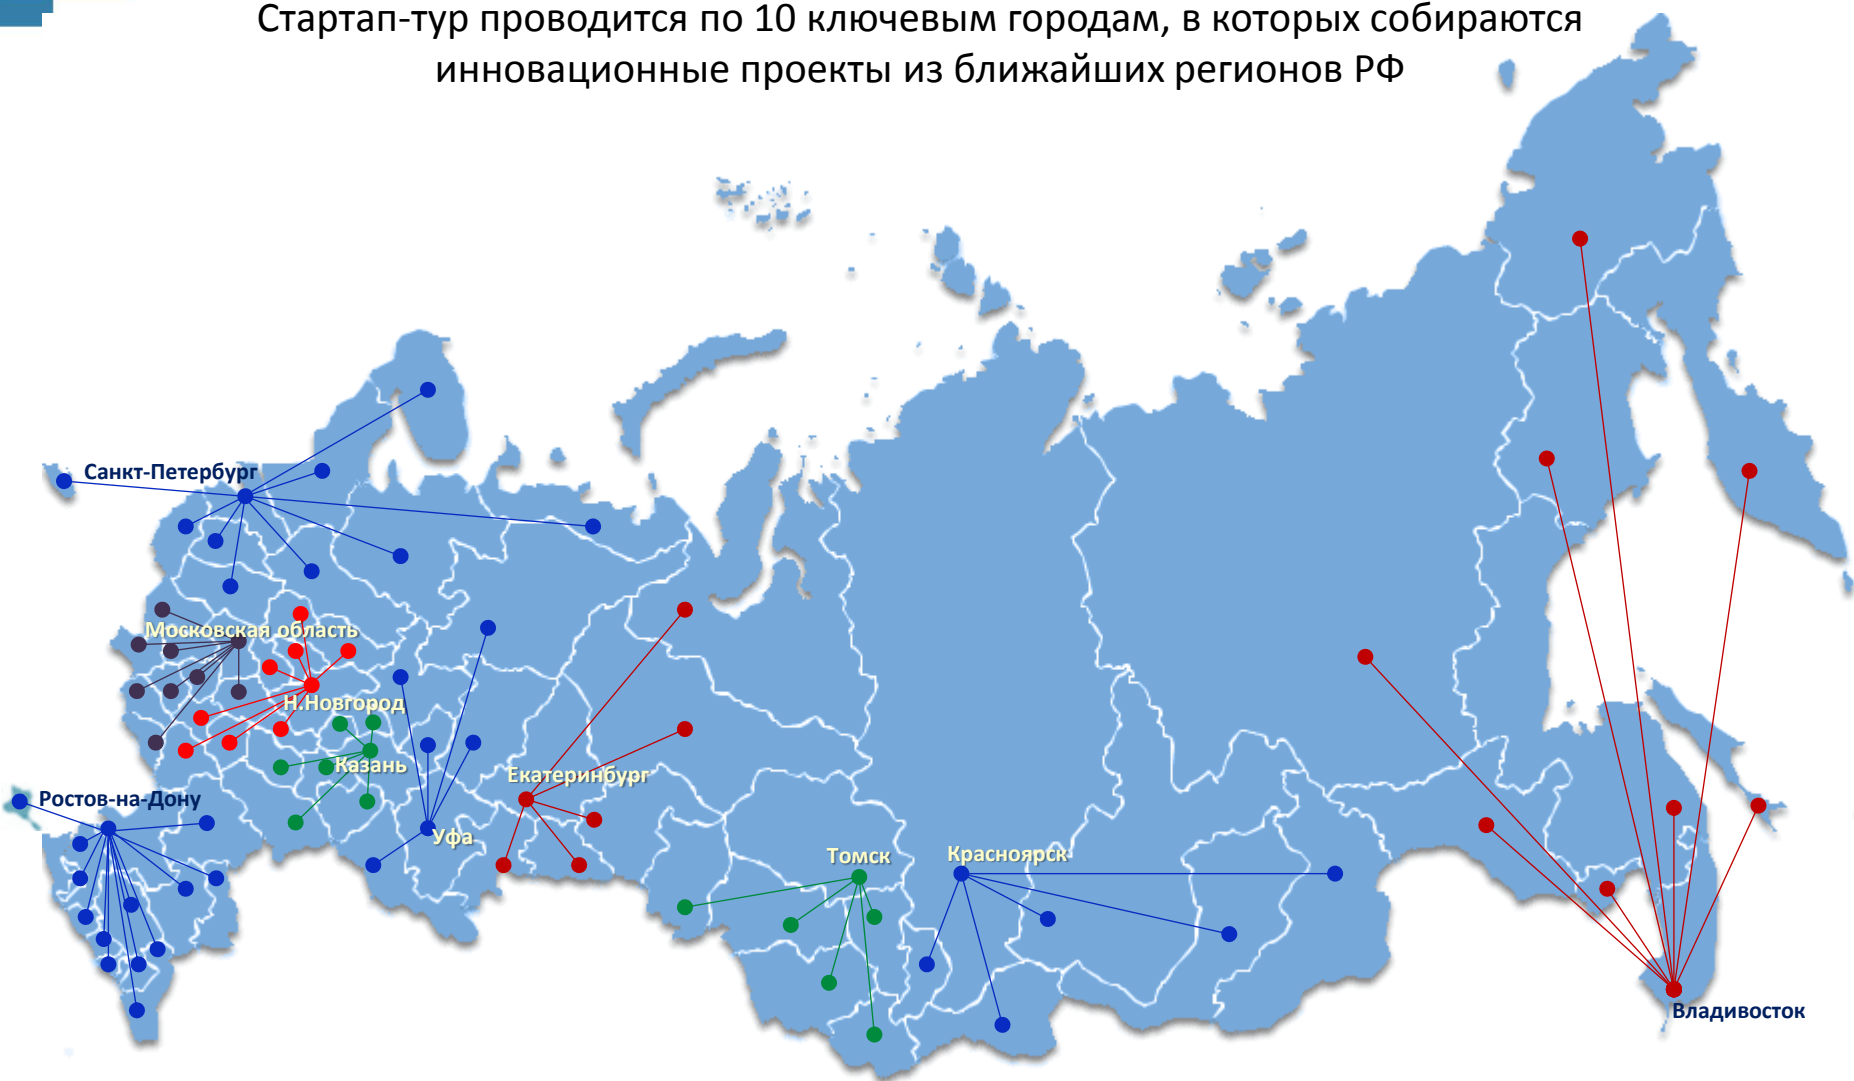 Стартап-тур проводится по 10 ключевым городам, в которых собираются
инновационные проекты из ближайших регионов РФ
Санкт-Петербург
Московская область
Н.Новгород
Казань
Екатеринбург
Ростов-на-Дону
Уфа
Томск
Красноярск
Владивосток